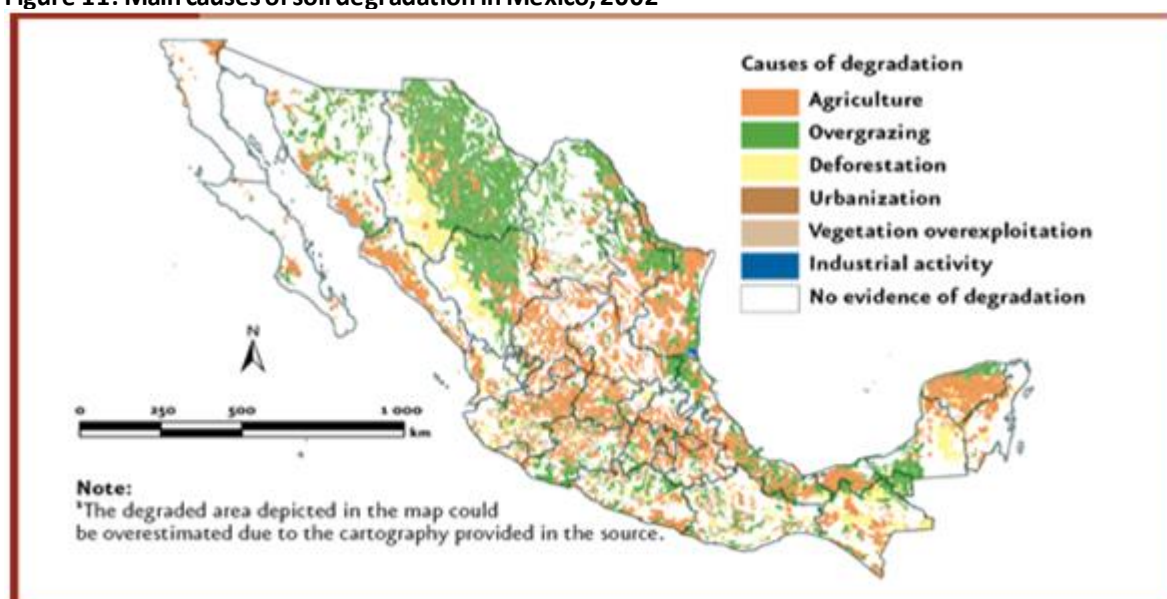 Figure 11: Main causes of soil degradation in Mexico, 2002
Causes of degradation
Agriculture
Overgrazing
Deforestation
Urbanization
Vegetation overexploitation
Industrial activity
No evidence of degradation
N
0 250 500 1 000
km
Note:
¹The degraded area depicted in the map could
be overestimated due to the cartography provided in the source.